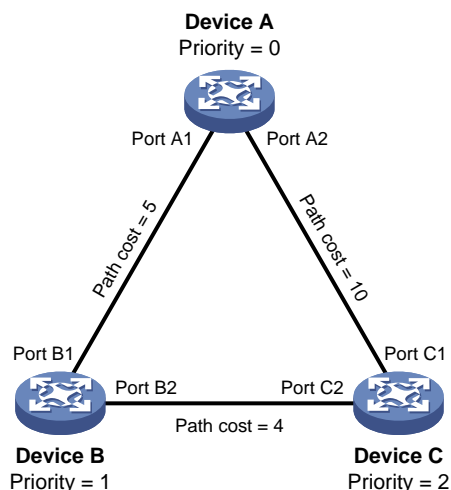 Device A
Priority = 0
Port A1
Port A2
Path cost = 5
Path cost = 10
Port B1
Port C1
Port B2
Port C2
Path cost = 4
Device B
Priority = 1
Device C
Priority = 2